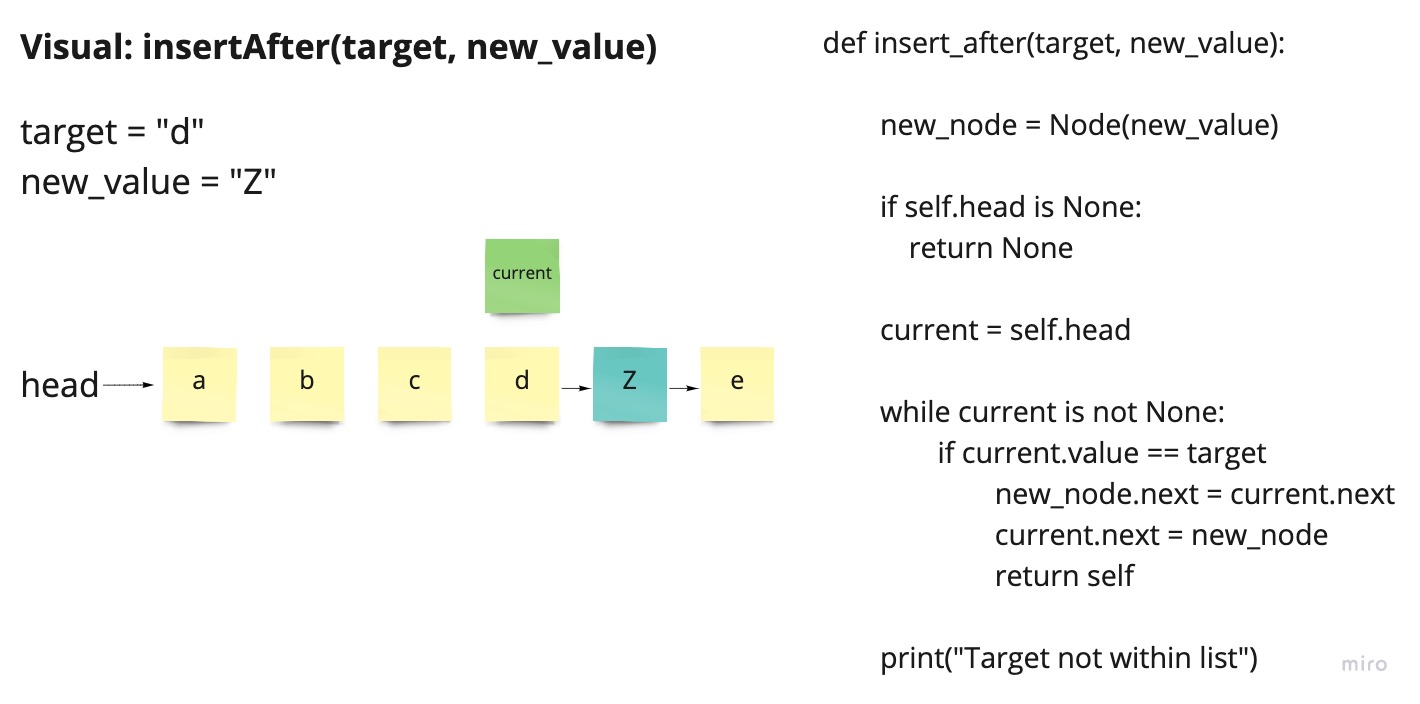 Visual: insertAfter(target, new_value)
target = "d"
new_value = "Z"
current
head
a
b
c
d
Z
e
def insert_after(target, new_value):
new_node = Node(new_value)
if self.head is None:
return None
current = self.head
while current is not None:
if current.value == target
new_node.next = current.next
current.next = new_node
return self
print("Target not within list")
miro